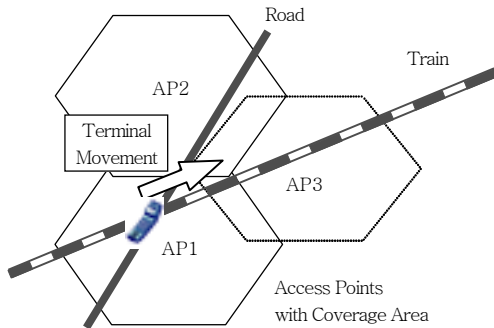 Road
Train
AP2
Terminal
Movement
AP3
AP1
Access Points
with Coverage Area